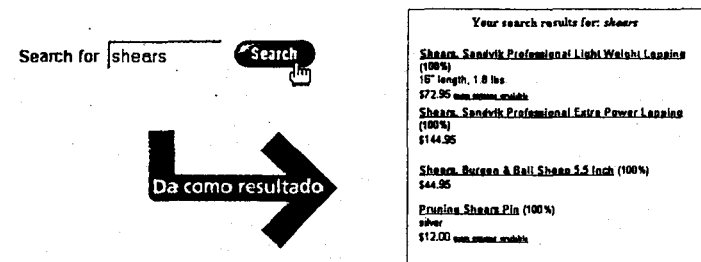 Search for shears Search
Da como resultado
Your search results for: shears
Shears, Sandvik Professional Light Weight Lopping
(100%)
16" length, 1.8 lbs.
$72.95
Shears, Sandvik Professional Extra Power Lopping
(100%)
$144.95
Shears, Burgon & Ball Sheep 5.5 Inch (100%)
$44.95
Pruning Shears Pin (100%)
silver
$12.00